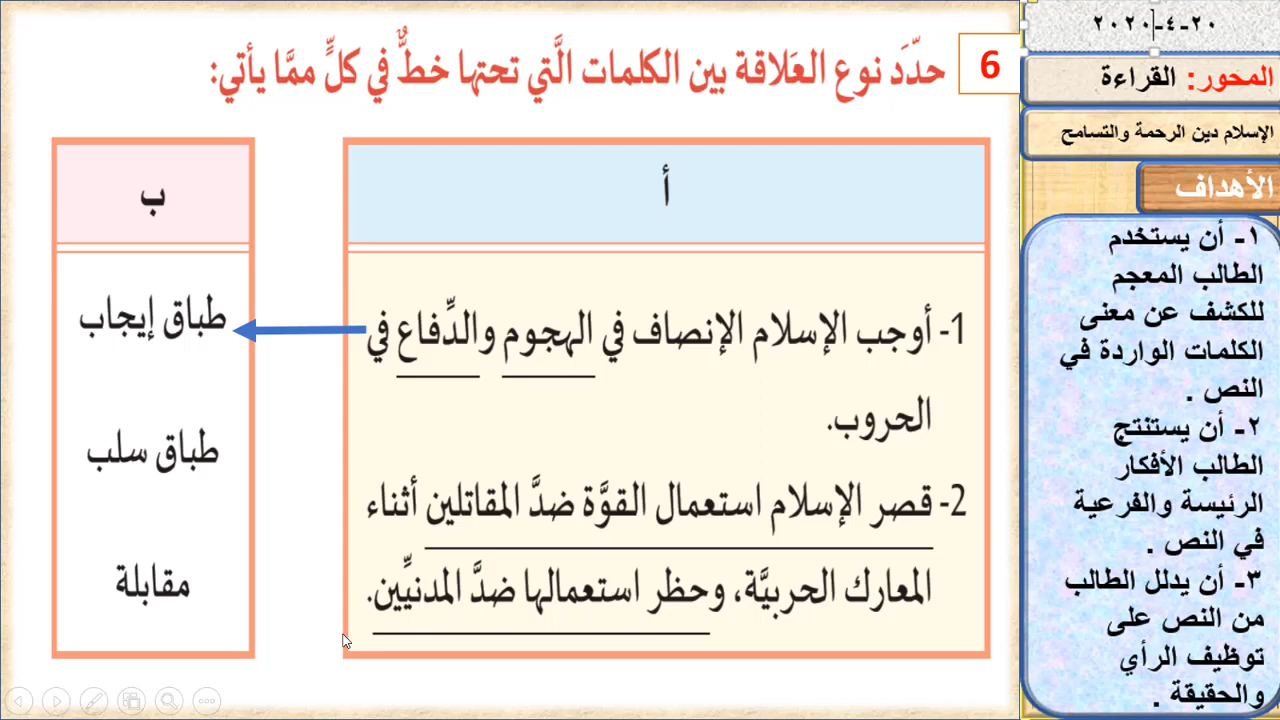 ٢٠-٤-٢٠٢٠
المحور: القراءة
الإسلام دين الرحمة والتسامح
الأهداف
١- أن يستخدم
الطالب المعجم
للكشف عن معنى
الكلمات الواردة في
النص .
٢- أن يستنتج
الطالب الأفكار
الرئيسة والفرعية
في النص .
٣- أن يدلل الطالب
من النص على
توظيف الرأي
والحقيقة .
6
حدّدَ نوع العَلاقة بين الكلمات الَّتي تحتها خطٌّ في كلٍّ ممَّا يأتي:
أ
1- أوجب الإسلام الإنصاف في الهجوم والدِّفاع في
الحروب.
2- قصر الإسلام استعمال القوَّة ضدَّ المقاتلين أثناء
المعارك الحربيَّة، وحظر استعمالها ضدَّ المدنيِّين.
ب
طباق إيجاب
طباق سلب
مقابلة